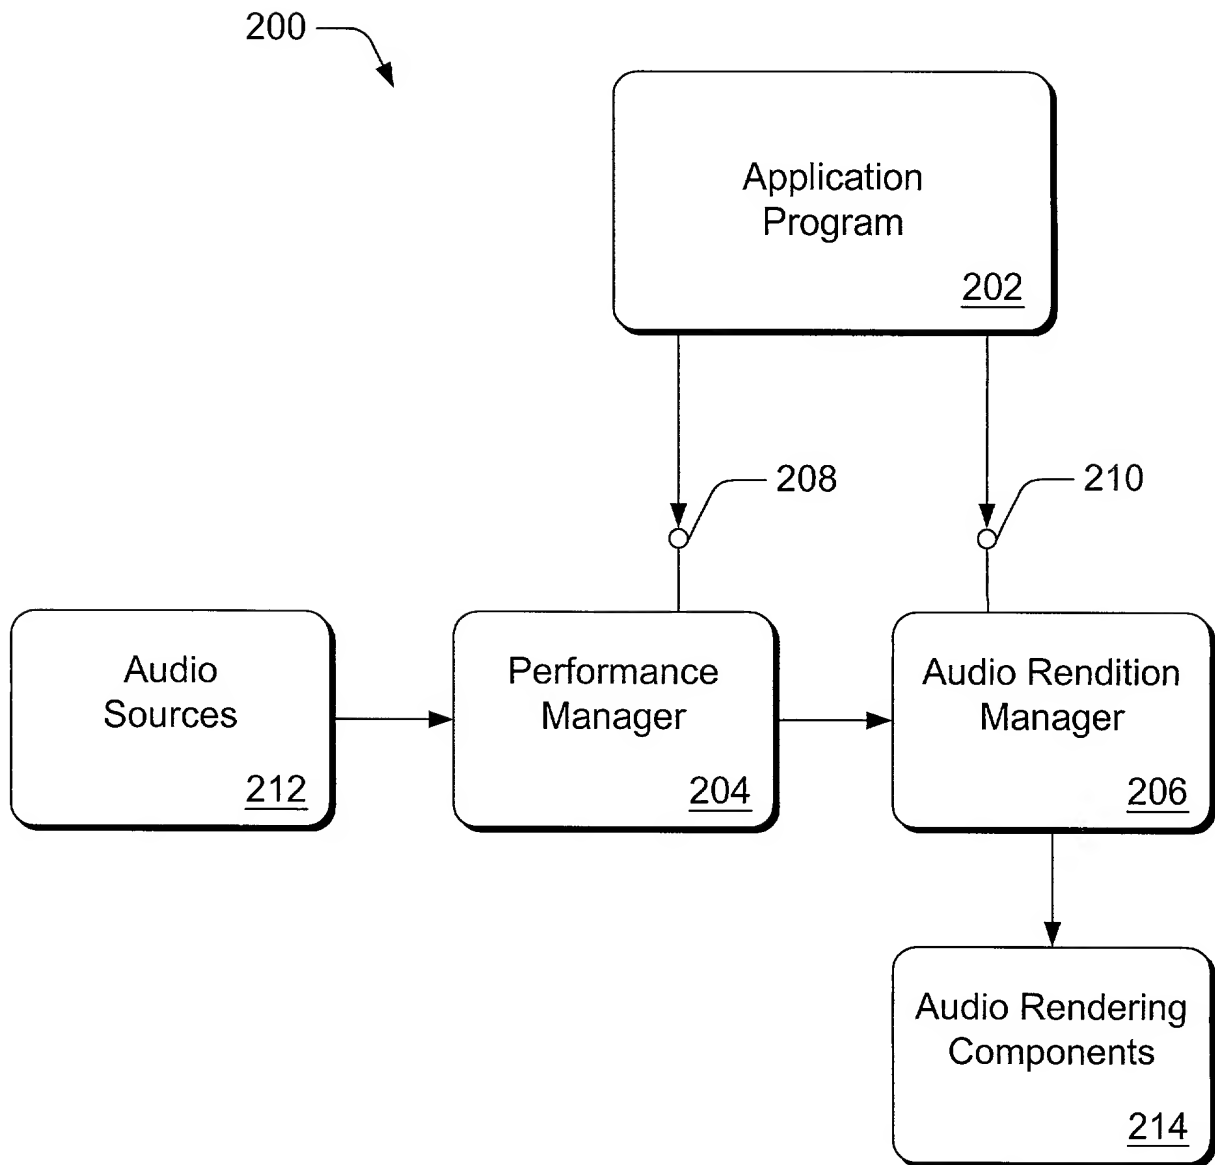 200
Application
Program
202
208
210
Audio
Sources
212
Performance
Manager
204
Audio Rendition
Manager
206
Audio Rendering
Components
214